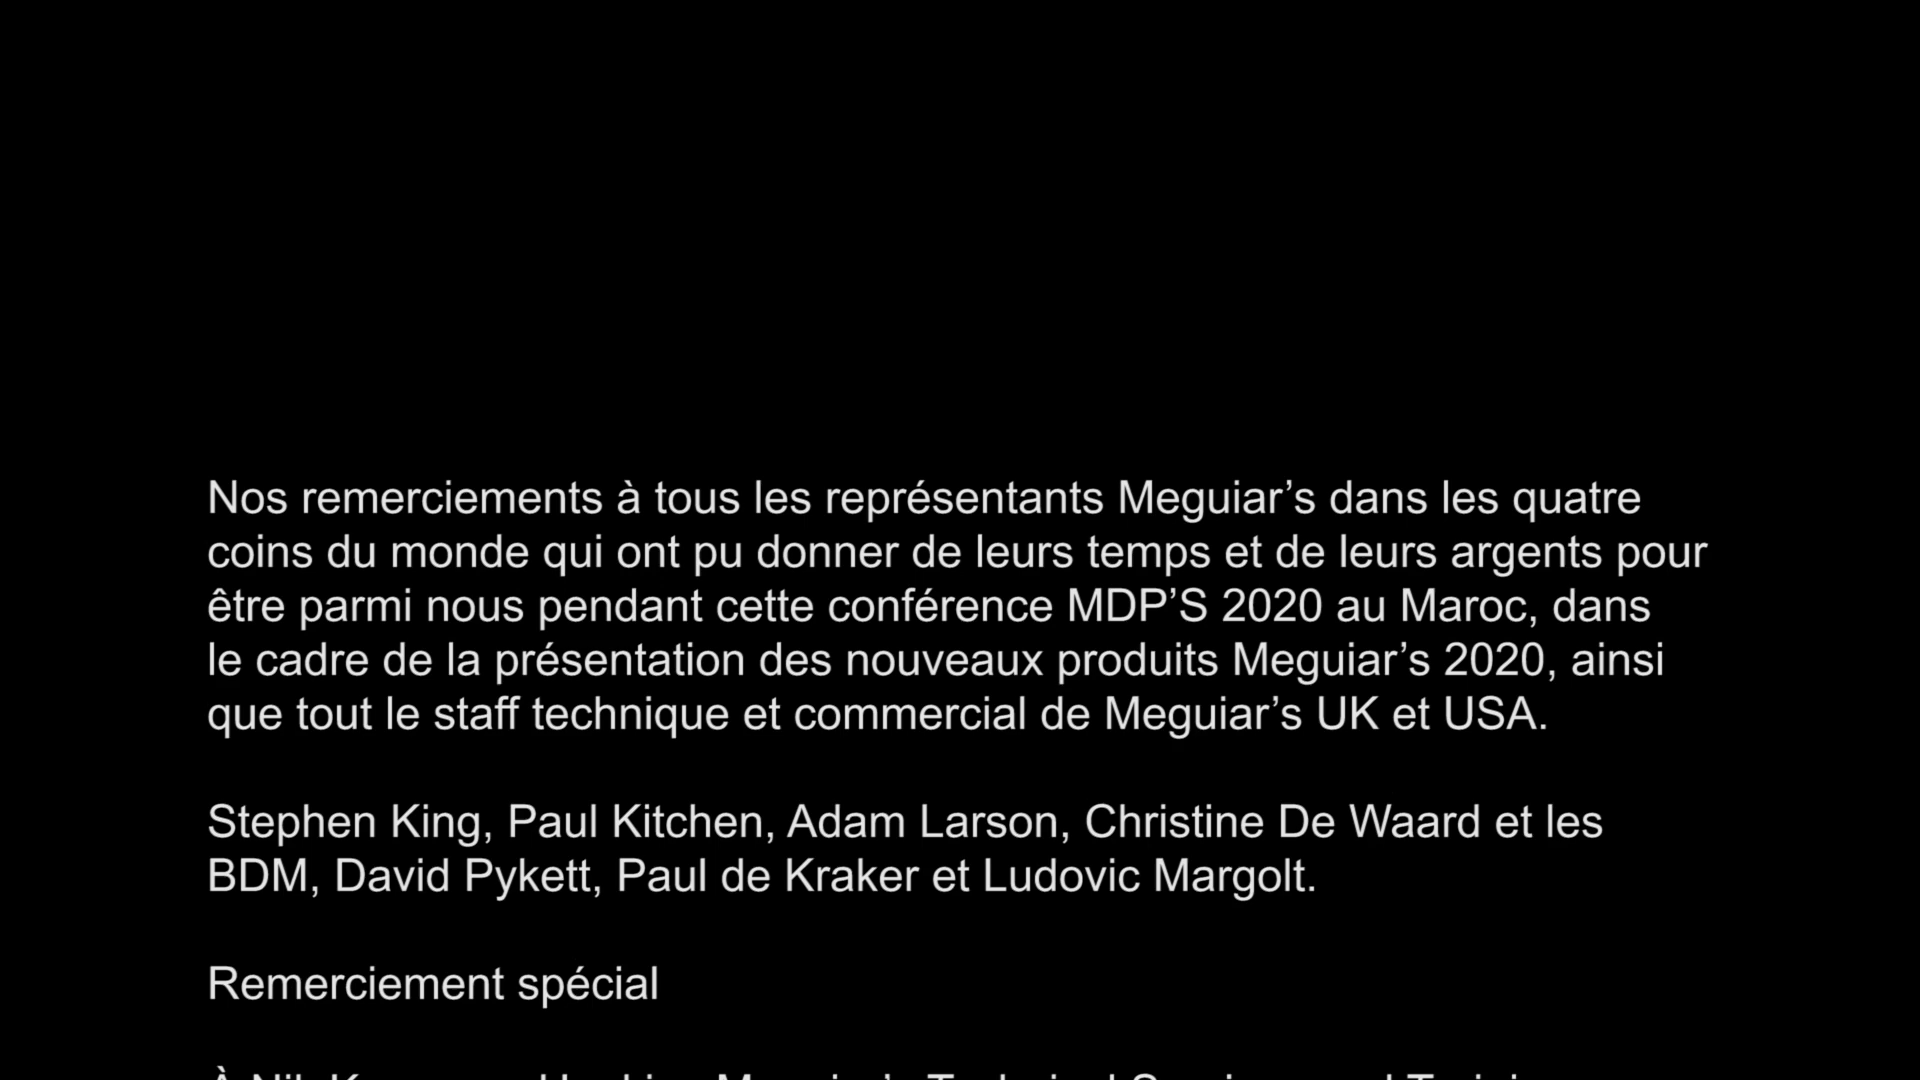 Nos remerciements à tous les représentants Meguiar’s dans les quatre
coins du monde qui ont pu donner de leurs temps et de leurs argents pour
être parmi nous pendant cette conférence MDP’S 2020 au Maroc, dans
le cadre de la présentation des nouveaux produits Meguiar’s 2020, ainsi
que tout le staff technique et commercial de Meguiar’s UK et USA.
Stephen King, Paul Kitchen, Adam Larson, Christine De Waard et les
BDM, David Pykett, Paul de Kraker et Ludovic Margolt.
Remerciement spécial